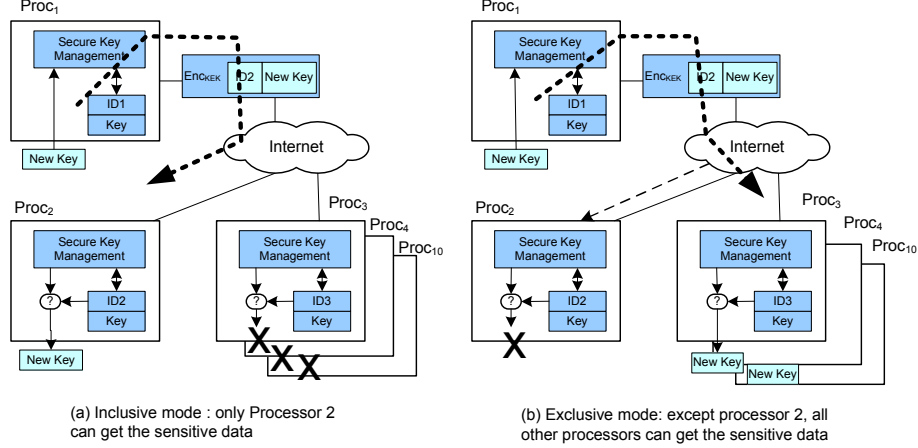 Proc1
Secure Key
Management
EncKEK
ID2
New Key
ID1
Key
New Key
Internet
Proc2
Secure Key
Management
?
ID2
Key
New Key
Proc3
Proc4
Proc10
Secure Key
Management
?
ID3
Key
X
X
X
(a) Inclusive mode : only Processor 2
can get the sensitive data
Proc1
Secure Key
Management
EncKEK
ID2
New Key
ID1
Key
New Key
Internet
Proc2
Secure Key
Management
?
ID2
Key
X
Proc3
Proc4
Proc10
Secure Key
Management
?
ID3
Key
New Key
New Key
(b) Exclusive mode: except processor 2, all
other processors can get the sensitive data